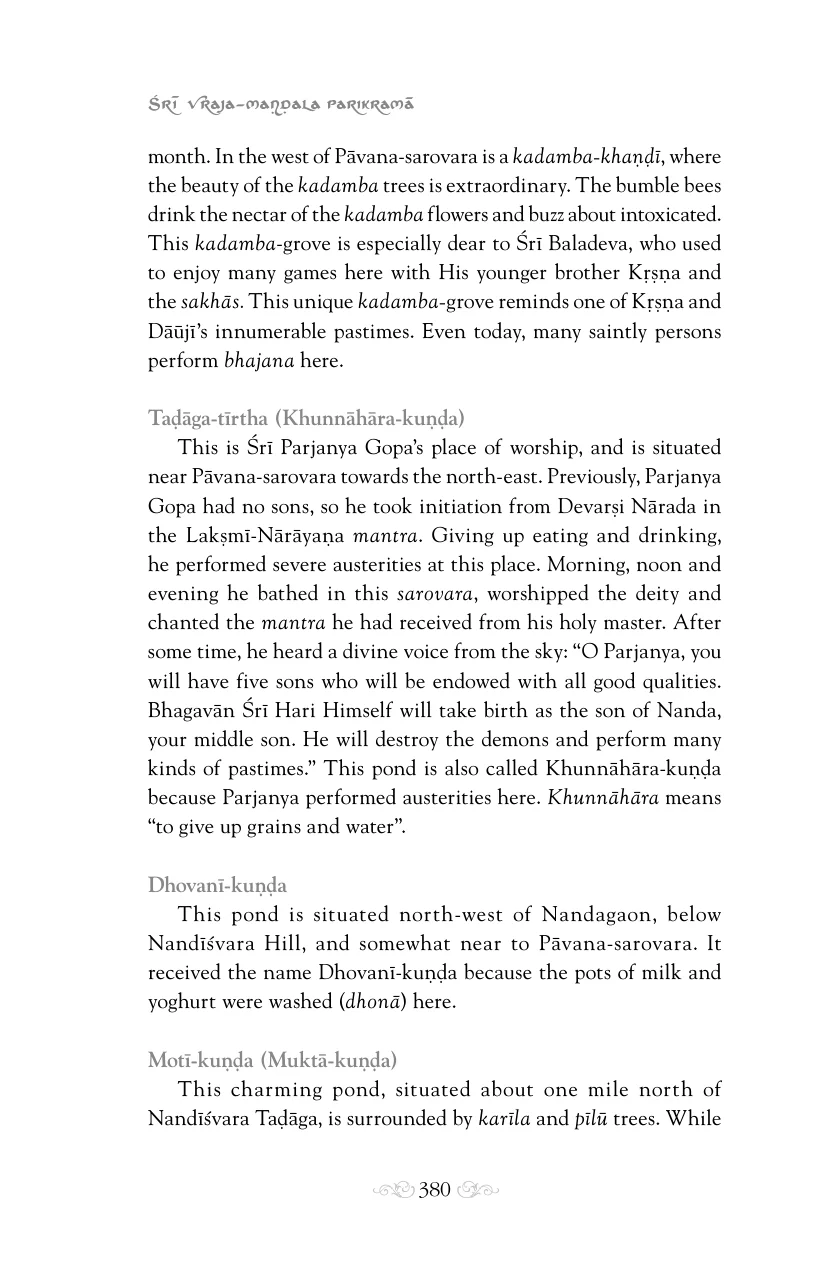 Śrī Vraja-maṇḍala Parikramā
month. In the west of Pāvana-sarovara is a kadamba-khaṇḍī, where
the beauty of the kadamba trees is extraordinary. The bumble bees
drink the nectar of the kadamba flowers and buzz about intoxicated.
This kadamba-grove is especially dear to Śrī Baladeva, who used
to enjoy many games here with His younger brother Kṛṣṇa and
the sakhās. This unique kadamba-grove reminds one of Kṛṣṇa and
Dāūjī’s innumerable pastimes. Even today, many saintly persons
perform bhajana here.
Taḍāga-tīrtha (Khunnāhāra-kuṇḍa)
This is Śrī Parjanya Gopa’s place of worship, and is situated
near Pāvana-sarovara towards the north-east. Previously, Parjanya
Gopa had no sons, so he took initiation from Devarṣi Nārada in
the Lakṣmī-Nārāyaṇa mantra. Giving up eating and drinking,
he performed severe austerities at this place. Morning, noon and
evening he bathed in this sarovara, worshipped the deity and
chanted the mantra he had received from his holy master. After
some time, he heard a divine voice from the sky: “O Parjanya, you
will have five sons who will be endowed with all good qualities.
Bhagavān Śrī Hari Himself will take birth as the son of Nanda,
your middle son. He will destroy the demons and perform many
kinds of pastimes.” This pond is also called Khunnāhāra-kuṇḍa
because Parjanya performed austerities here. Khunnāhāra means
“to give up grains and water”.
Dhovanī-kuṇḍa
This pond is situated north-west of Nandagaon, below
Nandīśvara Hill, and somewhat near to Pāvana-sarovara. It
received the name Dhovanī-kuṇḍa because the pots of milk and
yoghurt were washed (dhonā) here.
Motī-kuṇḍa (Muktā-kuṇḍa)
This charming pond, situated about one mile north of
Nandīśvara Taḍāga, is surrounded by karīla and pīlū trees. While
380